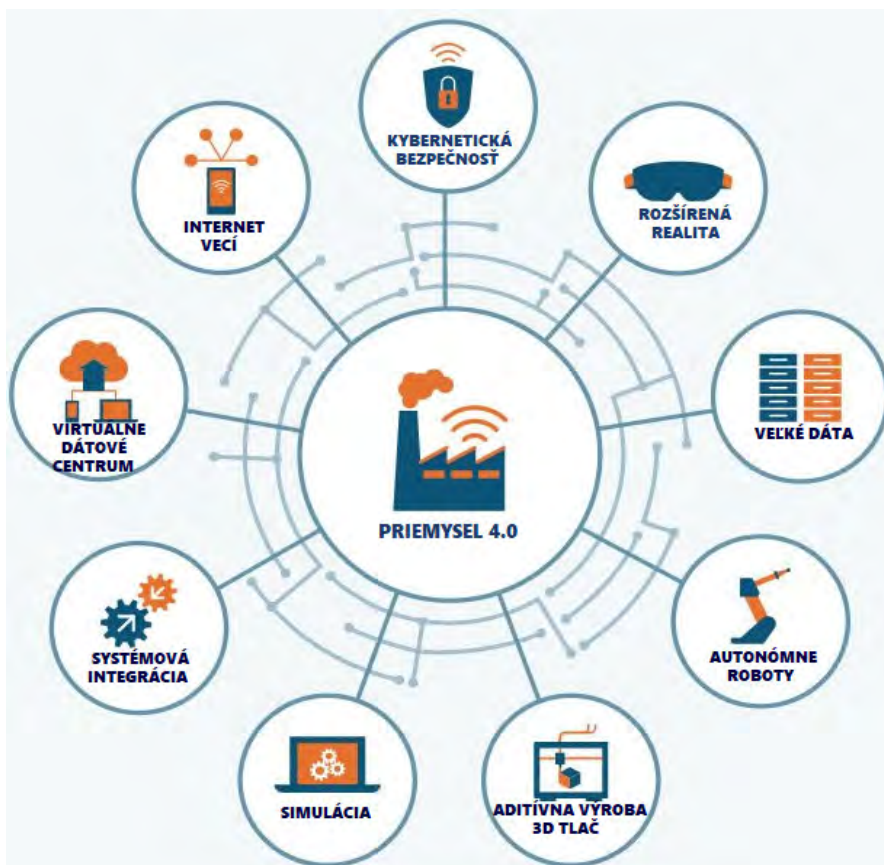 KYBERNETICKÁ
BEZPEČNOSŤ
ROZŠÍRENÁ
REALITA
INTERNET
VECÍ
VEĽKÉ DÁTA
VIRTUÁLNE
DÁTOVÉ
CENTRUM
PRIEMYSEL 4.0
AUTONÓMNE
ROBOTY
SYSTÉMOVÁ
INTEGRÁCIA
SIMULÁCIA
ADITÍVNA VÝROBA
3D TLAČ